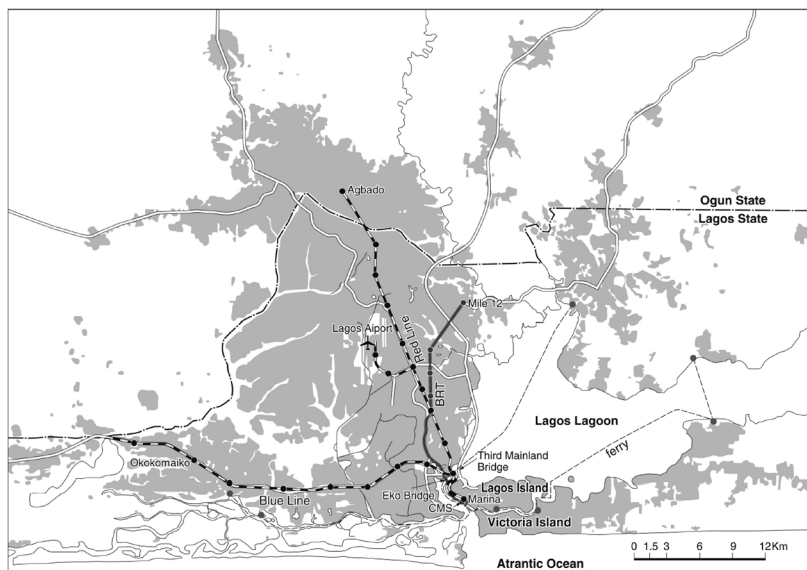 Agbado
Ogun State
Lagos State
Mile 12
Lagos Aiport
Red Line
BRT
Lagos Lagoon
ferry
Third Mainland
Bridge
Okokomaiko
Blue Line
Eko Bridge
Lagos Island
Marina
CMS
Victoria Island
Atrantic Ocean
0 1.5 3 6 9 12Km